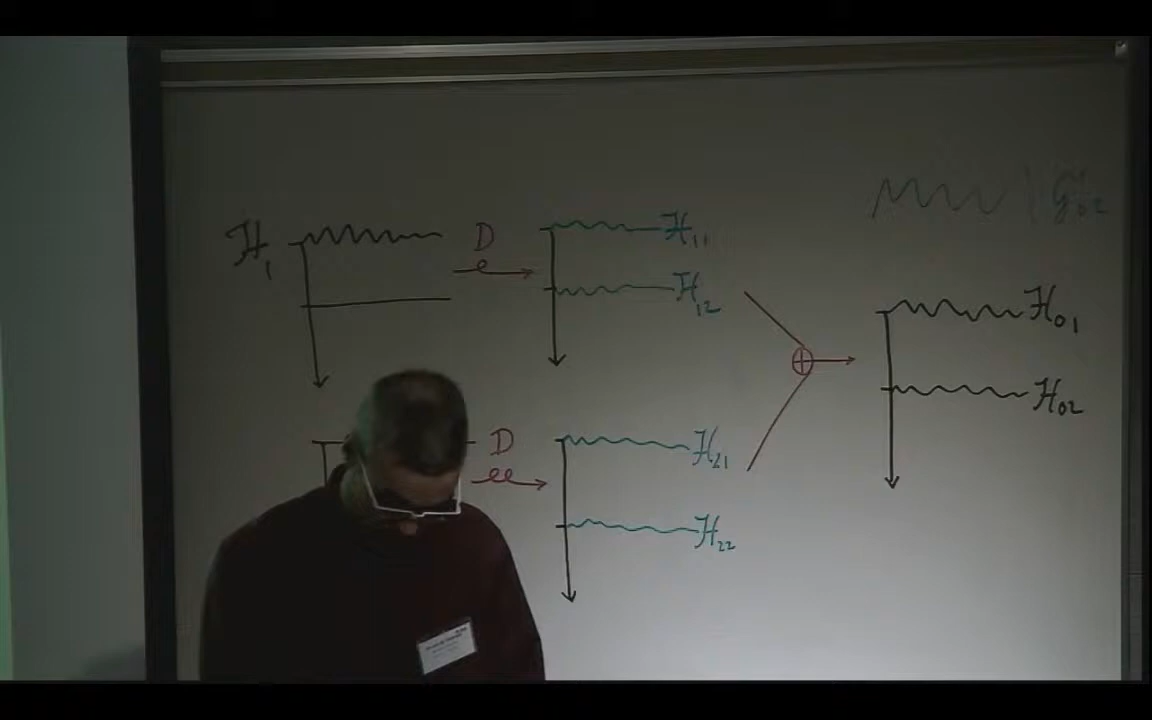 ℋ₁ D ℋ₁₁
ℋ₁₂
⊕
ℋ₀₁
ℋ₀₂
D ℋ₂₁
ℋ₂₂